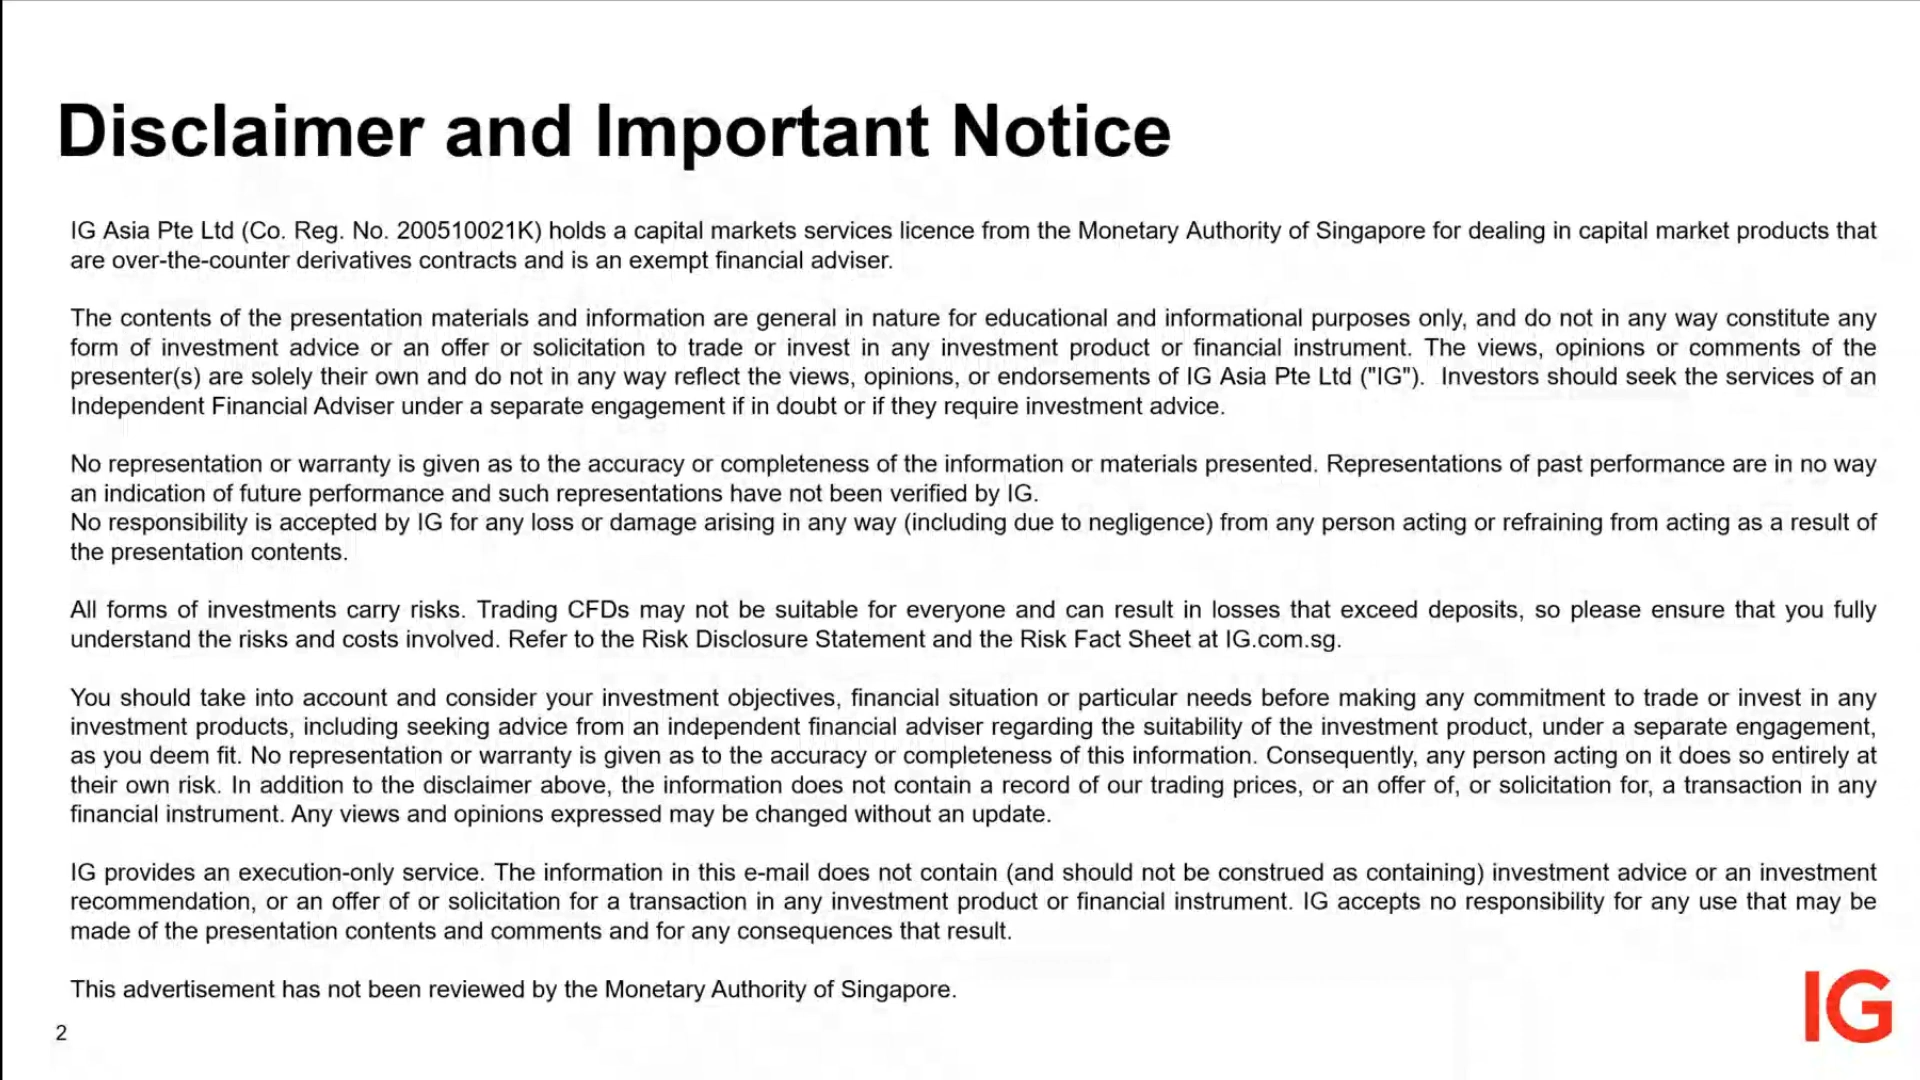 Disclaimer and Important Notice
IG Asia Pte Ltd (Co. Reg. No. 200510021K) holds a capital markets services licence from the Monetary Authority of Singapore for dealing in capital market products that
are over-the-counter derivatives contracts and is an exempt financial adviser.
The contents of the presentation materials and information are general in nature for educational and informational purposes only, and do not in any way constitute any
form of investment advice or an offer or solicitation to trade or invest in any investment product or financial instrument. The views, opinions or comments of the
presenter(s) are solely their own and do not in any way reflect the views, opinions, or endorsements of IG Asia Pte Ltd ("IG").  Investors should seek the services of an
Independent Financial Adviser under a separate engagement if in doubt or if they require investment advice.
No representation or warranty is given as to the accuracy or completeness of the information or materials presented. Representations of past performance are in no way
an indication of future performance and such representations have not been verified by IG.
No responsibility is accepted by IG for any loss or damage arising in any way (including due to negligence) from any person acting or refraining from acting as a result of
the presentation contents.
All forms of investments carry risks. Trading CFDs may not be suitable for everyone and can result in losses that exceed deposits, so please ensure that you fully
understand the risks and costs involved. Refer to the Risk Disclosure Statement and the Risk Fact Sheet at IG.com.sg.
You should take into account and consider your investment objectives, financial situation or particular needs before making any commitment to trade or invest in any
investment products, including seeking advice from an independent financial adviser regarding the suitability of the investment product, under a separate engagement,
as you deem fit. No representation or warranty is given as to the accuracy or completeness of this information. Consequently, any person acting on it does so entirely at
their own risk. In addition to the disclaimer above, the information does not contain a record of our trading prices, or an offer of, or solicitation for, a transaction in any
financial instrument. Any views and opinions expressed may be changed without an update.
IG provides an execution-only service. The information in this e-mail does not contain (and should not be construed as containing) investment advice or an investment
recommendation, or an offer of or solicitation for a transaction in any investment product or financial instrument. IG accepts no responsibility for any use that may be
made of the presentation contents and comments and for any consequences that result.
This advertisement has not been reviewed by the Monetary Authority of Singapore.
2
IG